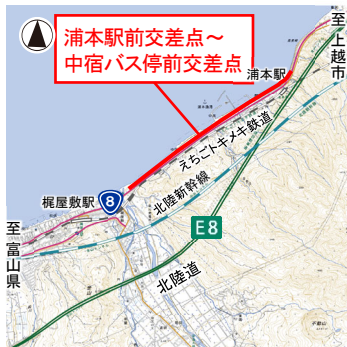 浦本駅前交差点～
中宿バス停前交差点
至上越市
浦本駅
えちごトキメキ鉄道
梶屋敷駅
8
北陸新幹線
E8
至富山県
北陸道